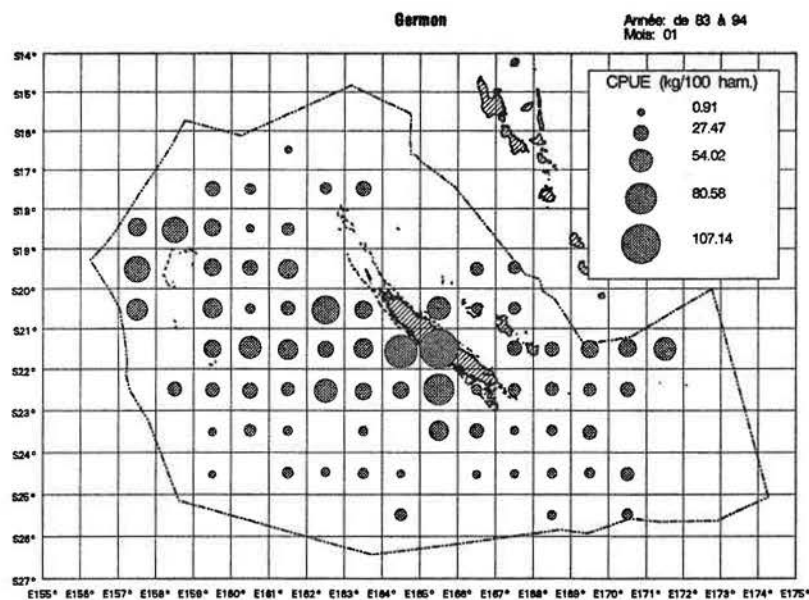 Germon
Année: de 83 à 94
Mois: 01
CPUE (kg/100 ham.)
0.91
27.47
54.02
80.58
107.14
S14°
S15°
S16°
S17°
S18°
S19°
S20°
S21°
S22°
S23°
S24°
S25°
S26°
S27°
E155° E156° E157° E158° E159° E160° E161° E162° E163° E164° E165° E166° E167° E168° E169° E170° E171° E172° E173° E174° E175°